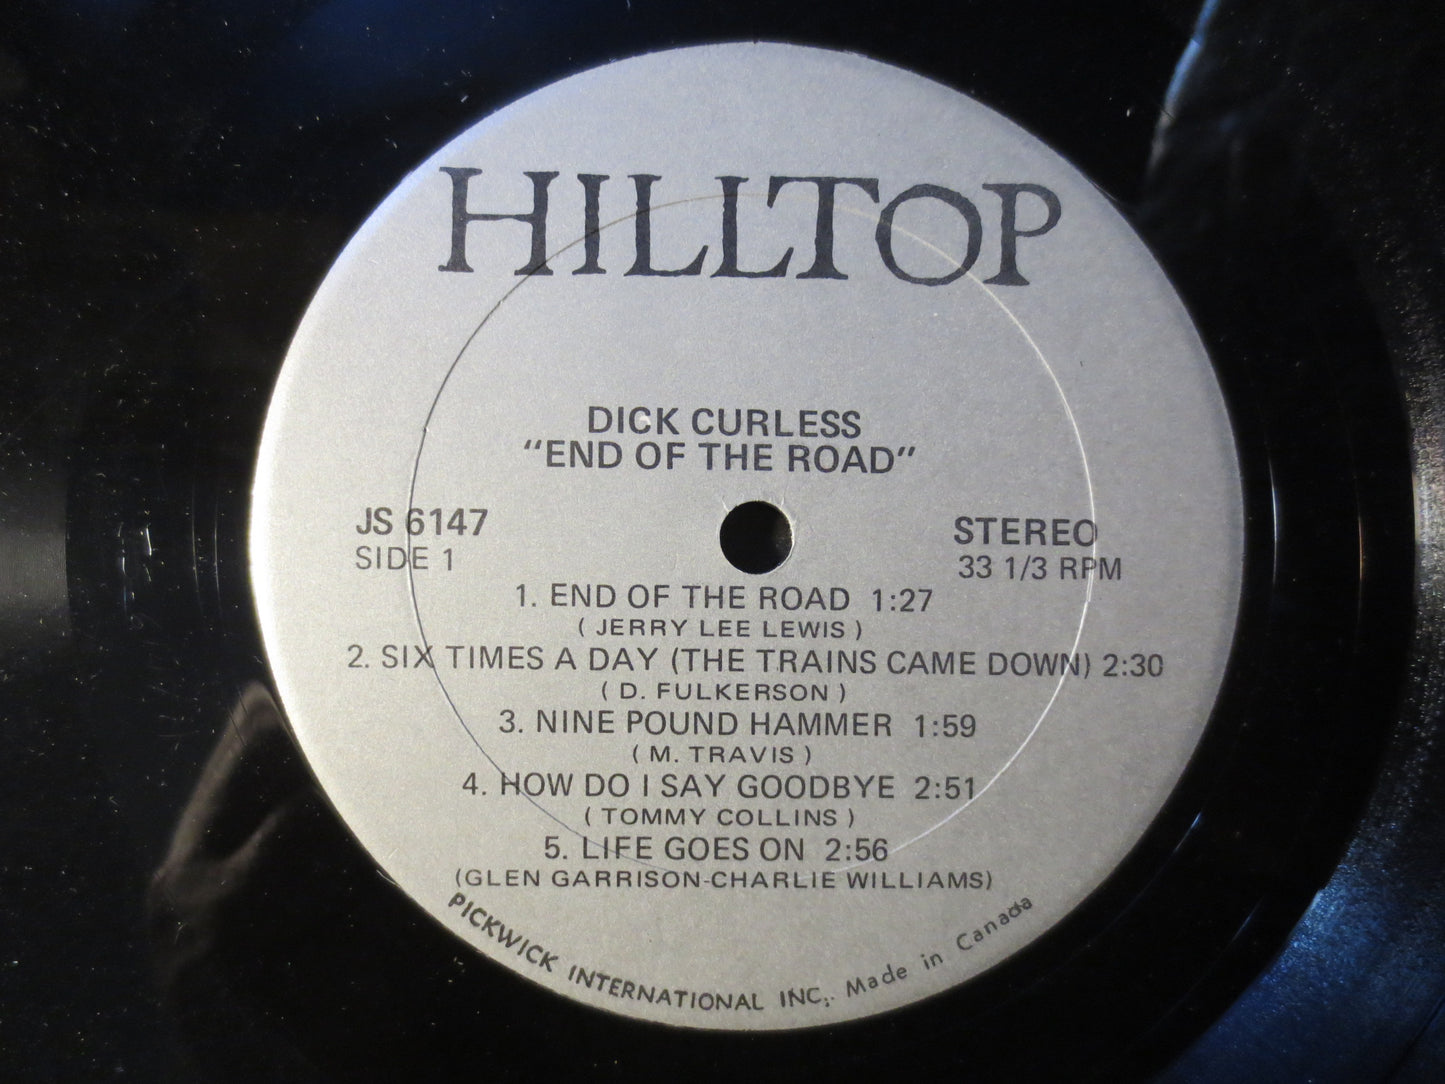 HILLTOP
DICK CURLESS
"END OF THE ROAD"
JS 6147
SIDE 1
STEREO
33 1/3 RPM
1. END OF THE ROAD 1:27
( JERRY LEE LEWIS )
2. SIX TIMES A DAY (THE TRAINS CAME DOWN) 2:30
( D. FULKERSON )
3. NINE POUND HAMMER 1:59
( M. TRAVIS )
4. HOW DO I SAY GOODBYE 2:51
( TOMMY COLLINS )
5. LIFE GOES ON 2:56
(GLEN GARRISON-CHARLIE WILLIAMS)
PICKWICK INTERNATIONAL INC,. Made in Canada